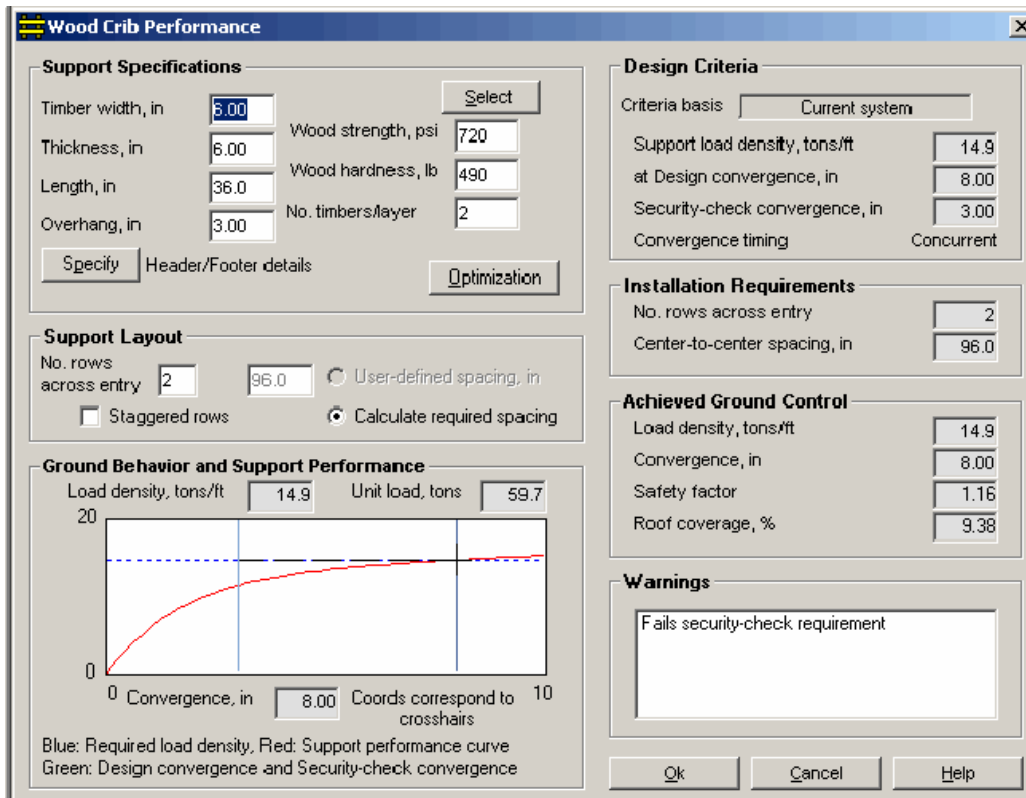 Wood Crib Performance
Support Specifications
Select
Timber width, in 6.00
Wood strength, psi 720
Thickness, in 6.00
Wood hardness, lb 490
Length, in 36.0
No. timbers/layer 2
Overhang, in 3.00
Specify Header/Footer details
Optimization
Support Layout
No. rows
across entry 2 96.0 User-defined spacing, in
Staggered rows Calculate required spacing
Ground Behavior and Support Performance
Load density, tons/ft 14.9 Unit load, tons 59.7
20
0
0 Convergence, in 8.00 Coords correspond to 10
crosshairs
Blue: Required load density, Red: Support performance curve
Green: Design convergence and Security-check convergence
Design Criteria
Criteria basis Current system
Support load density, tons/ft 14.9
at Design convergence, in 8.00
Security-check convergence, in 3.00
Convergence timing Concurrent
Installation Requirements
No. rows across entry 2
Center-to-center spacing, in 96.0
Achieved Ground Control
Load density, tons/ft 14.9
Convergence, in 8.00
Safety factor 1.16
Roof coverage, % 9.38
Warnings
Fails security-check requirement
Ok Cancel Help